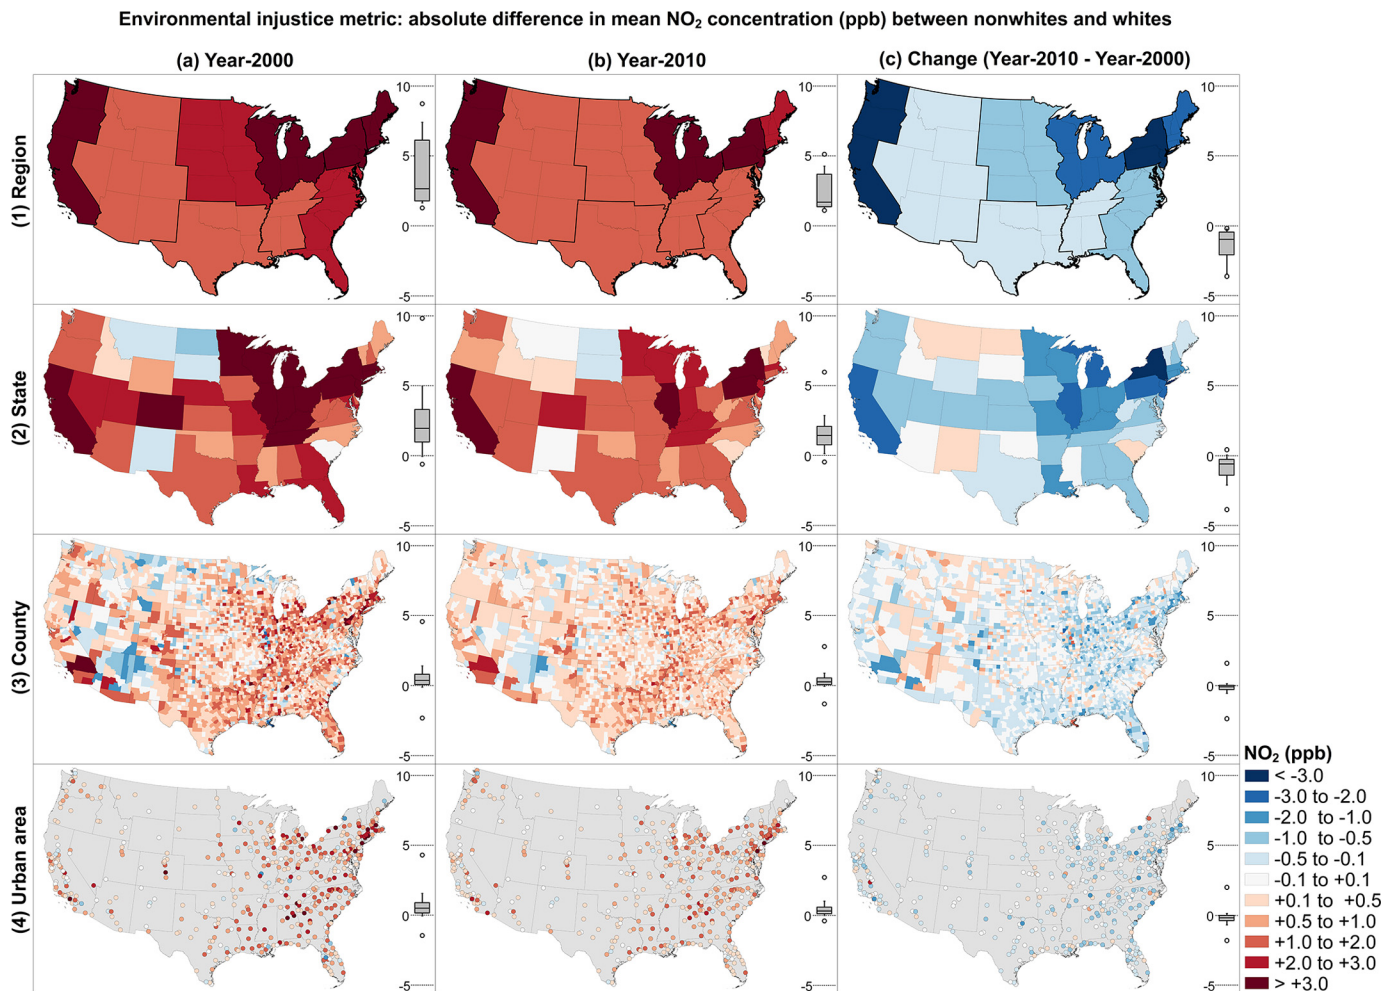 Environmental injustice metric: absolute difference in mean NO₂ concentration (ppb) between nonwhites and whites
(a) Year-2000
(b) Year-2010
(c) Change (Year-2010 - Year-2000)
(1) Region
10
5
0
-5
10
5
0
-5
10
5
0
-5
(2) State
10
5
0
-5
10
5
0
-5
10
5
0
-5
(3) County
10
5
0
-5
10
5
0
-5
10
5
0
-5
(4) Urban area
10
5
0
-5
10
5
0
-5
10
5
0
-5
NO₂ (ppb)
< -3.0
-3.0 to -2.0
-2.0 to -1.0
-1.0 to -0.5
-0.5 to -0.1
-0.1 to +0.1
+0.1 to +0.5
+0.5 to +1.0
+1.0 to +2.0
+2.0 to +3.0
> +3.0